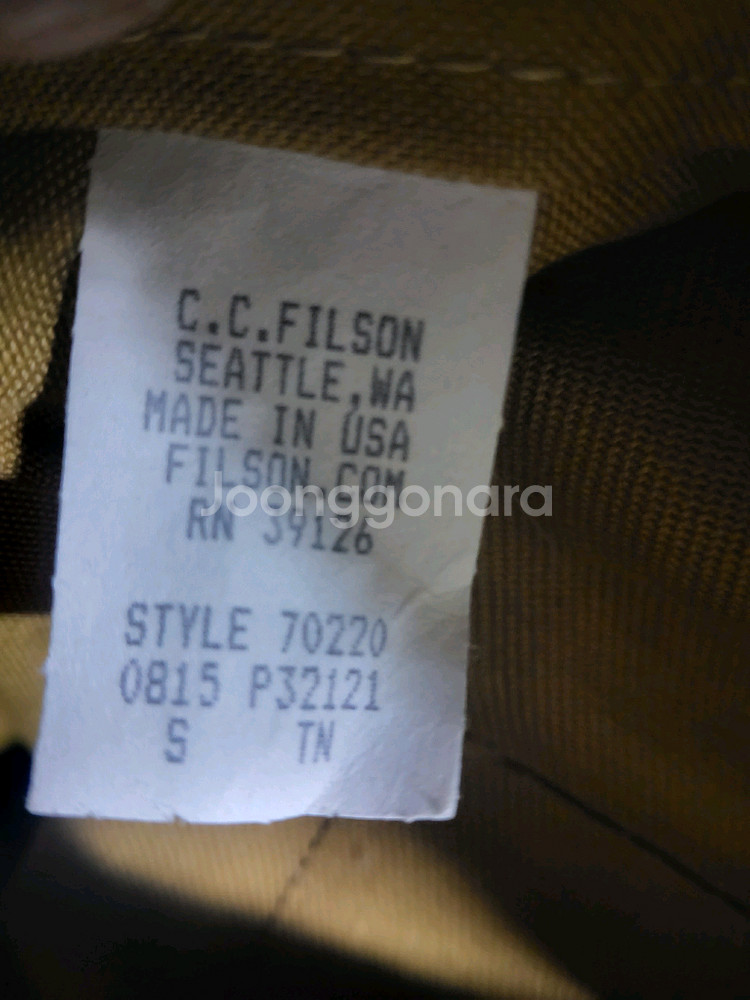 C.C.FILSON
SEATTLE,WA
MADE IN USA
FILSON.COM
Joonggonara
RN 39126
STYLE 70220
0815 P32121
S TN